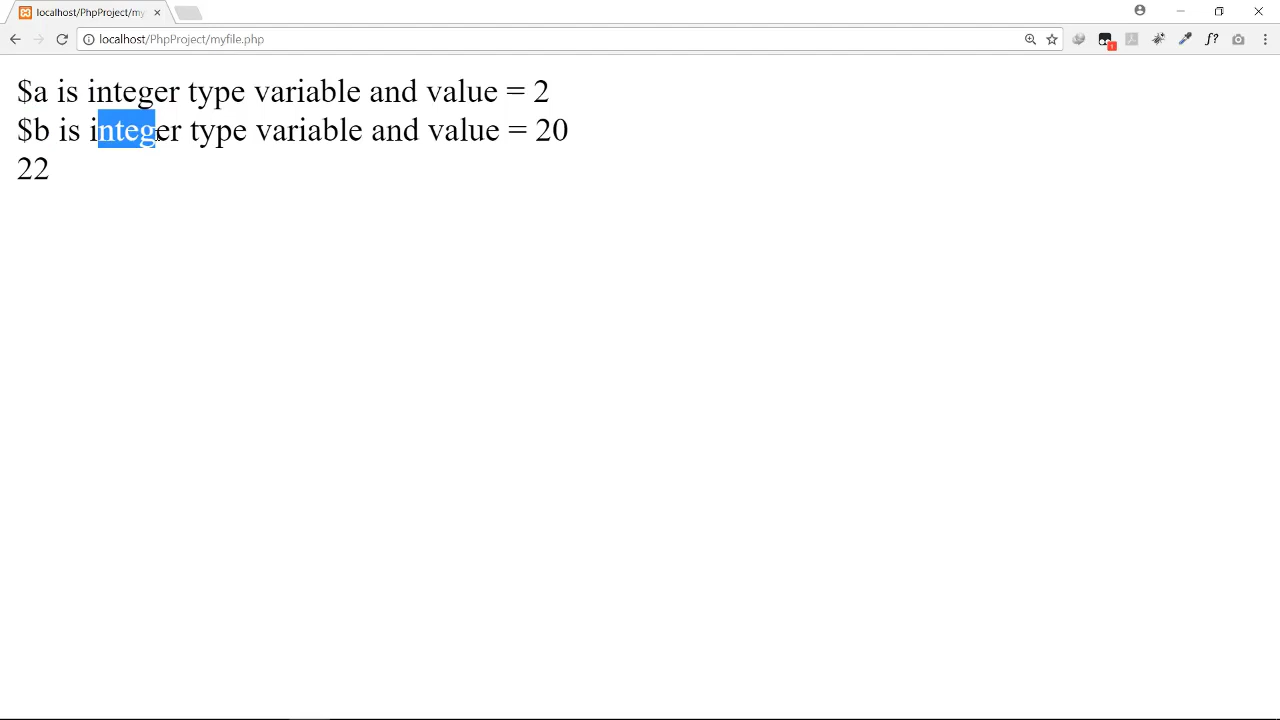 localhost/PhpProject/my
localhost/PhpProject/myfile.php
1
f?
$a is integer type variable and value = 2
$b is integer type variable and value = 20
22